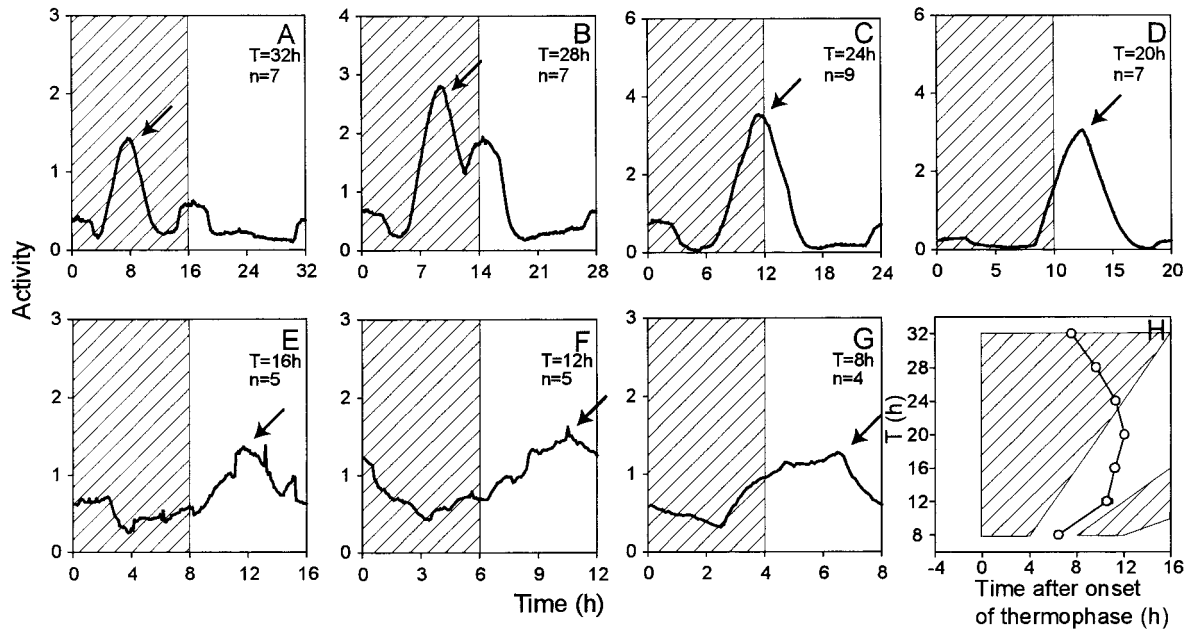 A
T=32h
n=7
3
2
1
0
0 8 16 24 32
B
T=28h
n=7
4
3
2
1
0
0 7 14 21 28
C
T=24h
n=9
6
4
2
0
0 6 12 18 24
D
T=20h
n=7
6
4
2
0
0 5 10 15 20
Activity
E
T=16h
n=5
3
2
1
0
0 4 8 12 16
F
T=12h
n=5
3
2
1
0
0 3 6 9 12
G
T=8h
n=4
3
2
1
0
0 2 4 6 8
Time (h)
H
T (h)
32
28
24
20
16
12
8
-4 0 4 8 12 16
Time after onset
of thermophase (h)